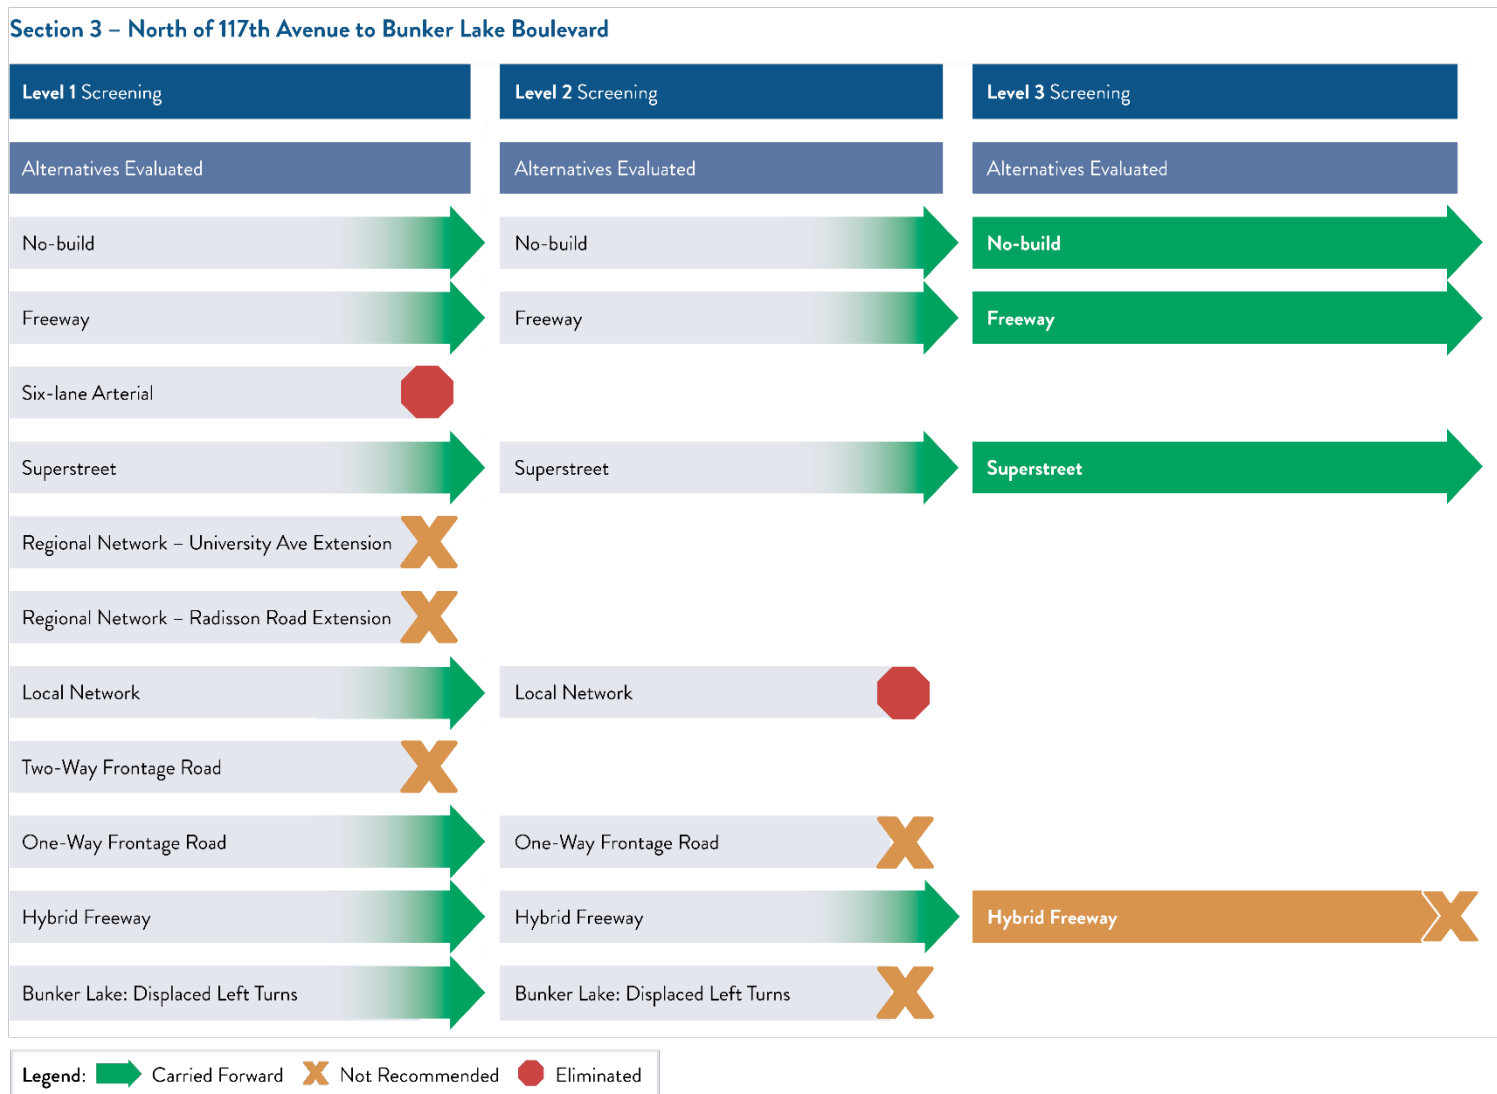 Section 3 – North of 117th Avenue to Bunker Lake Boulevard
Level 1 Screening
Level 2 Screening
Level 3 Screening
Alternatives Evaluated
Alternatives Evaluated
Alternatives Evaluated
No-build
No-build
No-build
Freeway
Freeway
Freeway
Six-lane Arterial
Superstreet
Superstreet
Superstreet
Regional Network – University Ave Extension
Regional Network – Radisson Road Extension
Local Network
Local Network
Two-Way Frontage Road
One-Way Frontage Road
One-Way Frontage Road
Hybrid Freeway
Hybrid Freeway
Hybrid Freeway
Bunker Lake: Displaced Left Turns
Bunker Lake: Displaced Left Turns
Legend: Carried Forward Not Recommended Eliminated